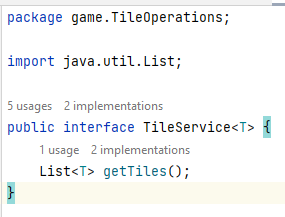 package game.TileOperations;
import java.util.List;
5 usages 2 implementations
public interface TileService<T> {
1 usage 2 implementations
List<T> getTiles();
}